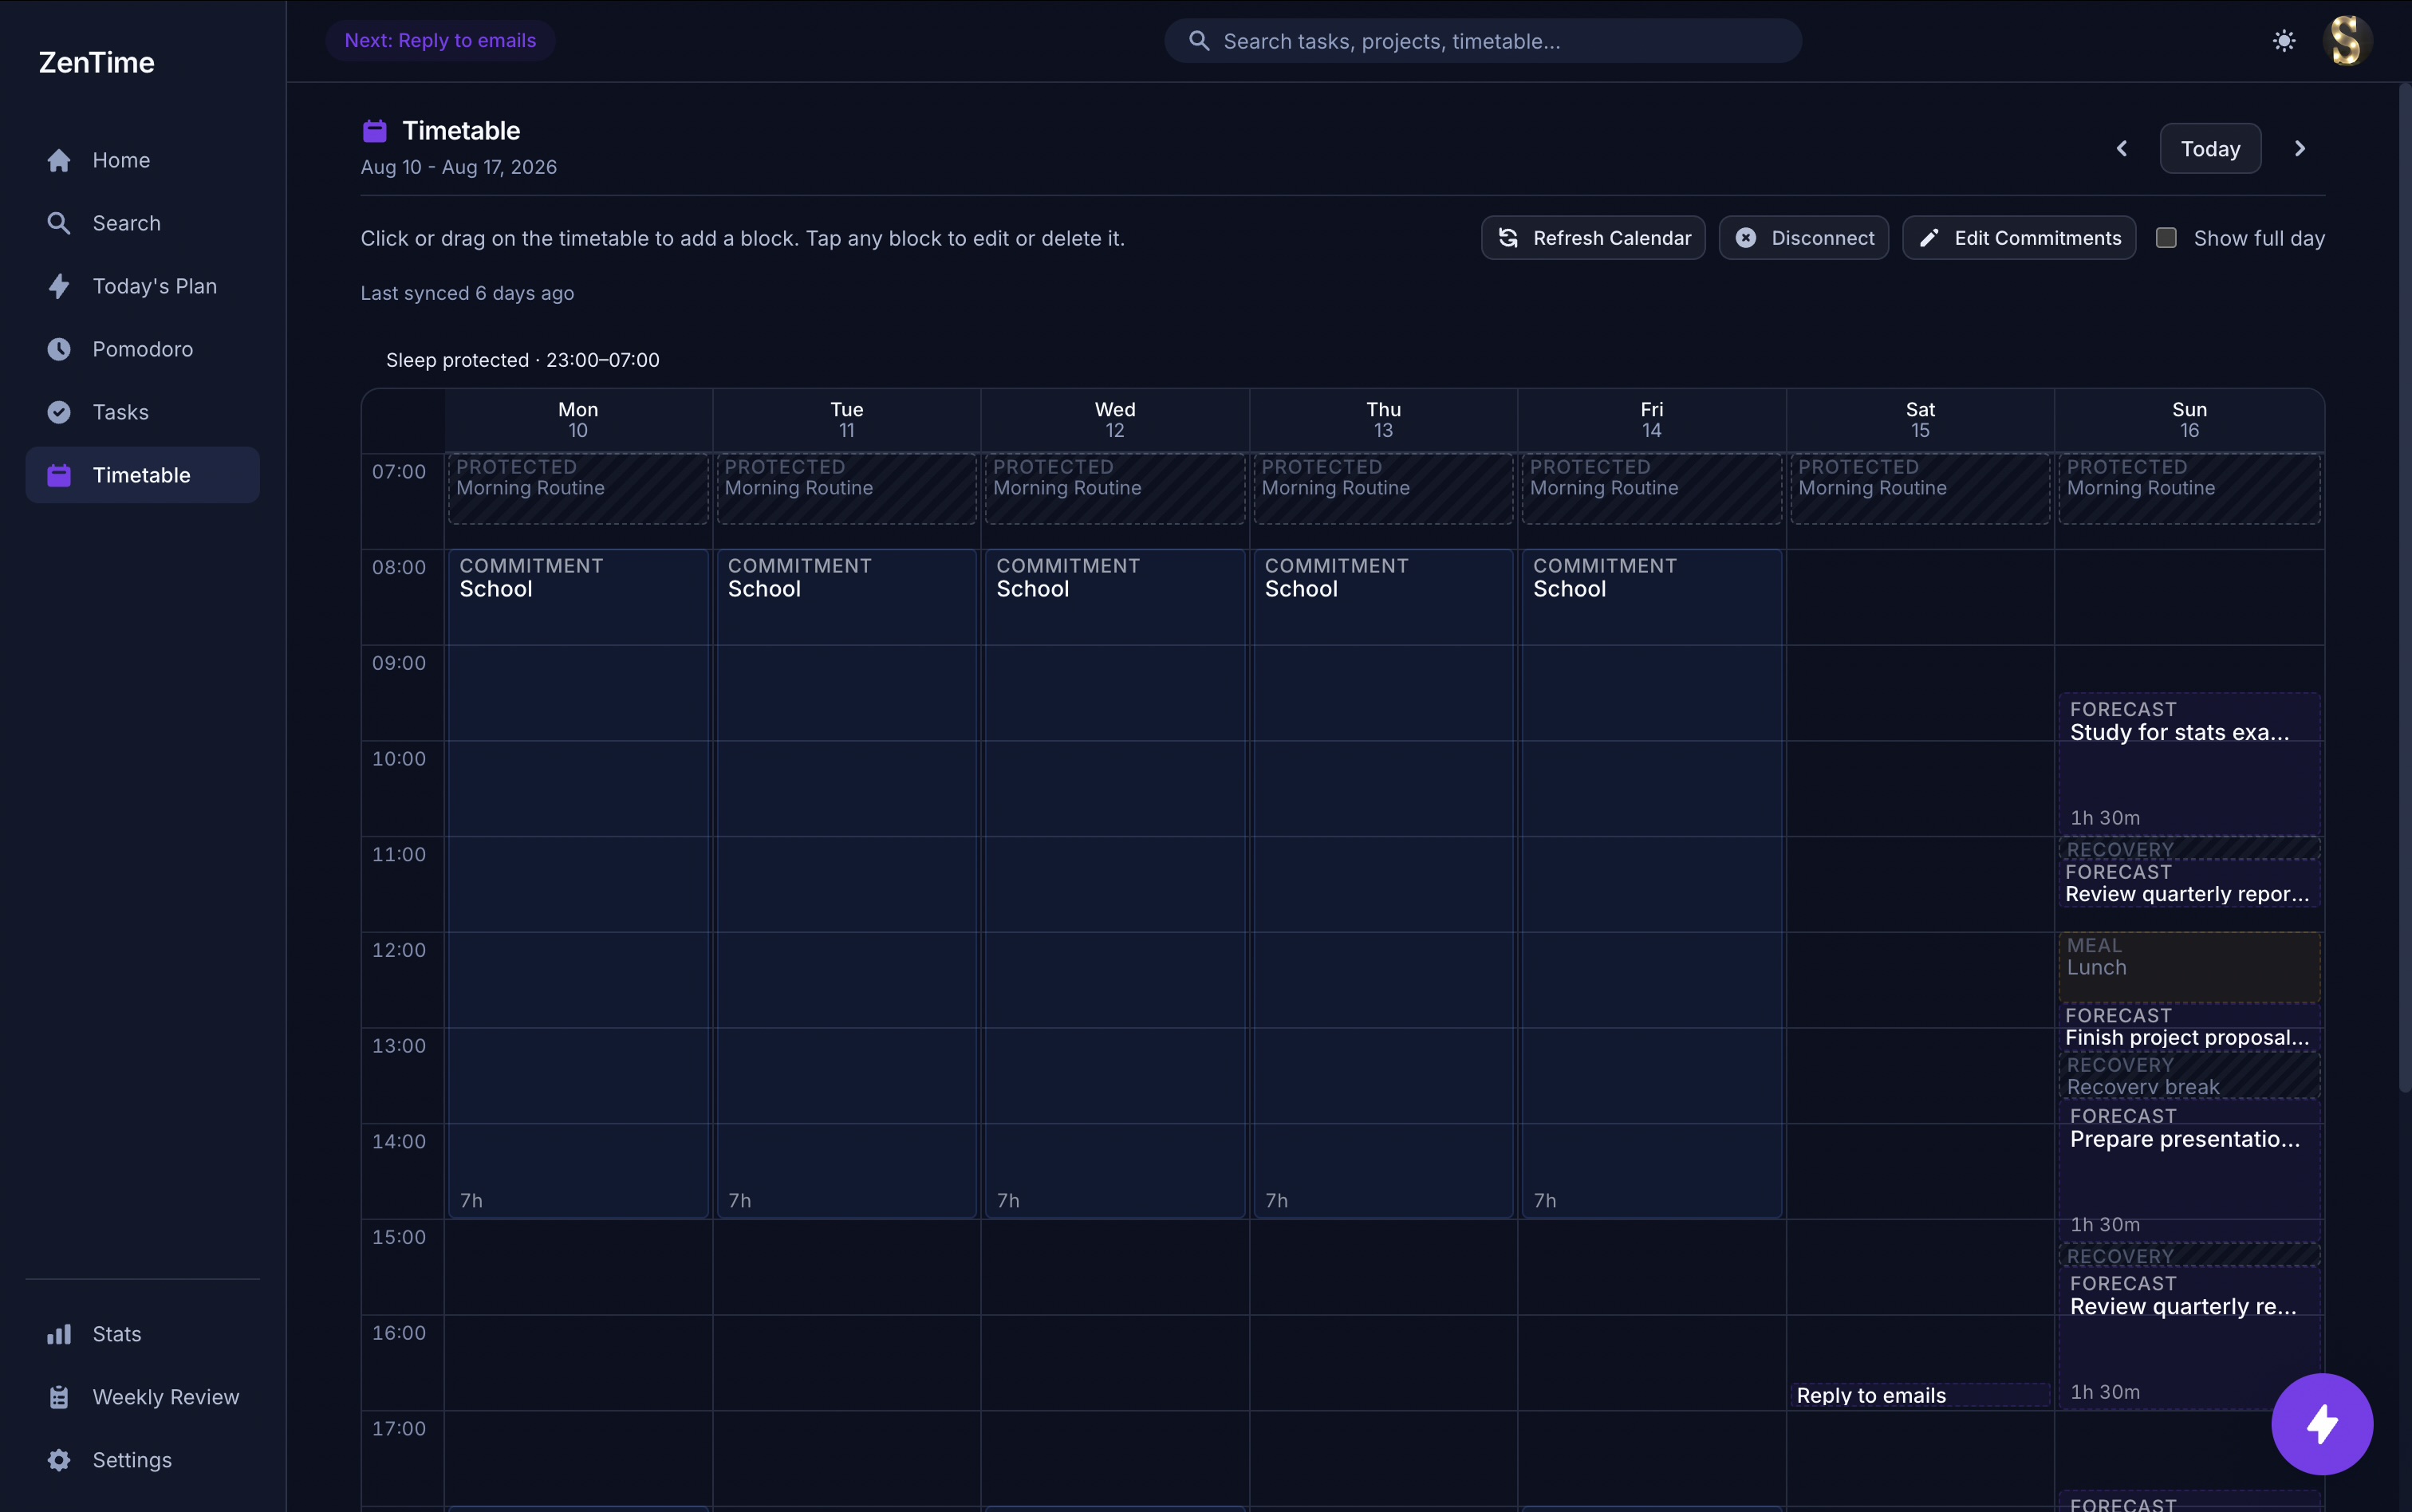 ZenTime
Home
Search
Today's Plan
Pomodoro
Tasks
Timetable
Stats
Weekly Review
Settings
Next: Reply to emails
Search tasks, projects, timetable...
S
Timetable
Aug 10 - Aug 17, 2026
Today
Click or drag on the timetable to add a block. Tap any block to edit or delete it.
Refresh Calendar
Disconnect
Edit Commitments
Show full day
Last synced 6 days ago
Sleep protected · 23:00–07:00
Mon
10
Tue
11
Wed
12
Thu
13
Fri
14
Sat
15
Sun
16
07:00
08:00
09:00
10:00
11:00
12:00
13:00
14:00
15:00
16:00
17:00
PROTECTED
Morning Routine
COMMITMENT
School
7h
PROTECTED
Morning Routine
COMMITMENT
School
7h
PROTECTED
Morning Routine
COMMITMENT
School
7h
PROTECTED
Morning Routine
COMMITMENT
School
7h
PROTECTED
Morning Routine
COMMITMENT
School
7h
PROTECTED
Morning Routine
Reply to emails
PROTECTED
Morning Routine
FORECAST
Study for stats exa...
1h 30m
RECOVERY
FORECAST
Review quarterly repor...
MEAL
Lunch
FORECAST
Finish project proposal...
RECOVERY
Recovery break
FORECAST
Prepare presentatio...
1h 30m
RECOVERY
FORECAST
Review quarterly re...
1h 30m
FORECAST